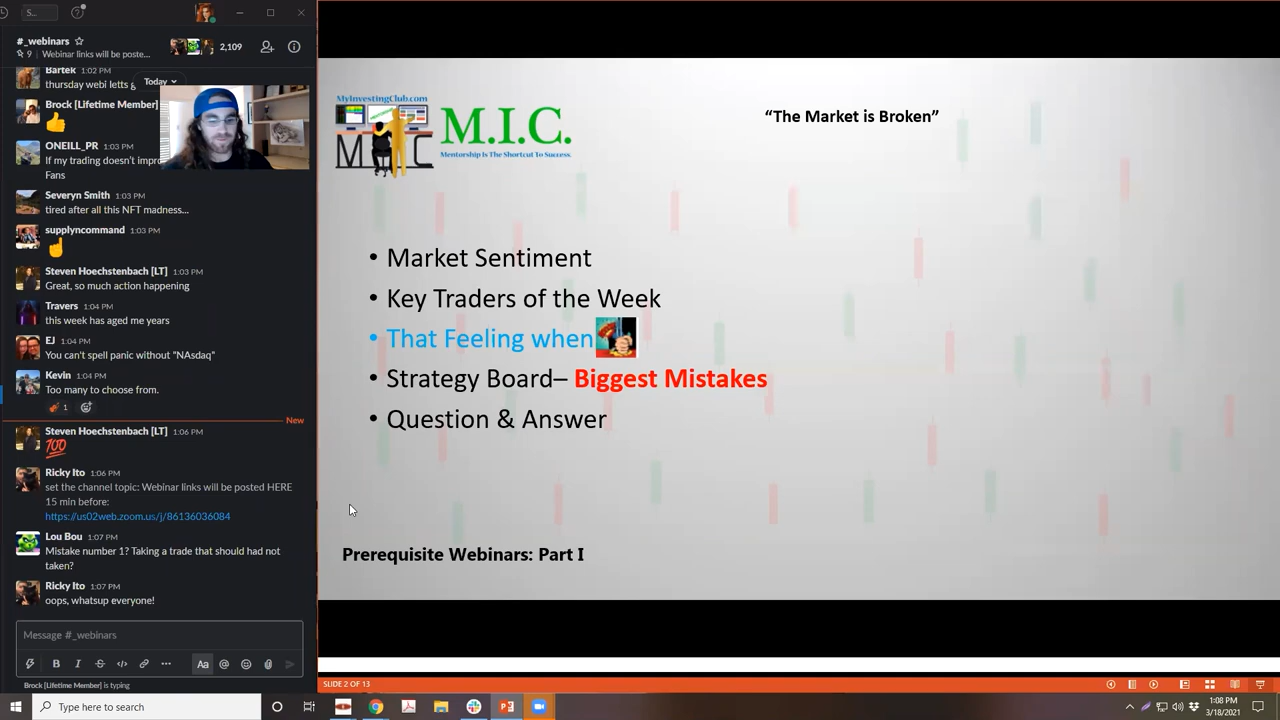 S...
#_webinars
9 Webinar links will be poste...
2,109
Bartek 1:02 PM
thursday webi letts g
Today
Brock [Lifetime Member]
ONEILL_PR 1:03 PM
If my trading doesn't impro
Fans
Severyn Smith 1:03 PM
tired after all this NFT madness...
supplyncommand 1:03 PM
Steven Hoechstenbach [LT] 1:03 PM
Great, so much action happening
Travers 1:04 PM
this week has aged me years
EJ 1:04 PM
You can't spell panic without "NAsdaq"
Kevin 1:04 PM
Too many to choose from.
1
New
Steven Hoechstenbach [LT] 1:06 PM
100
Ricky Ito 1:06 PM
set the channel topic: Webinar links will be posted HERE
15 min before:
https://us02web.zoom.us/j/86136036084
Lou Bou 1:07 PM
Mistake number 1? Taking a trade that should had not
taken?
Ricky Ito 1:07 PM
oops, whatsup everyone!
Message #_webinars
B I S </> Aa @
Brock [Lifetime Member] is typing
MyInvestingClub.com
MIC
M.I.C.
Mentorship Is The Shortcut To Success.
“The Market is Broken”
• Market Sentiment
• Key Traders of the Week
• That Feeling when
• Strategy Board– Biggest Mistakes
• Question & Answer
Prerequisite Webinars: Part I
SLIDE 2 OF 13
Type here to search
1:08 PM
3/18/2021